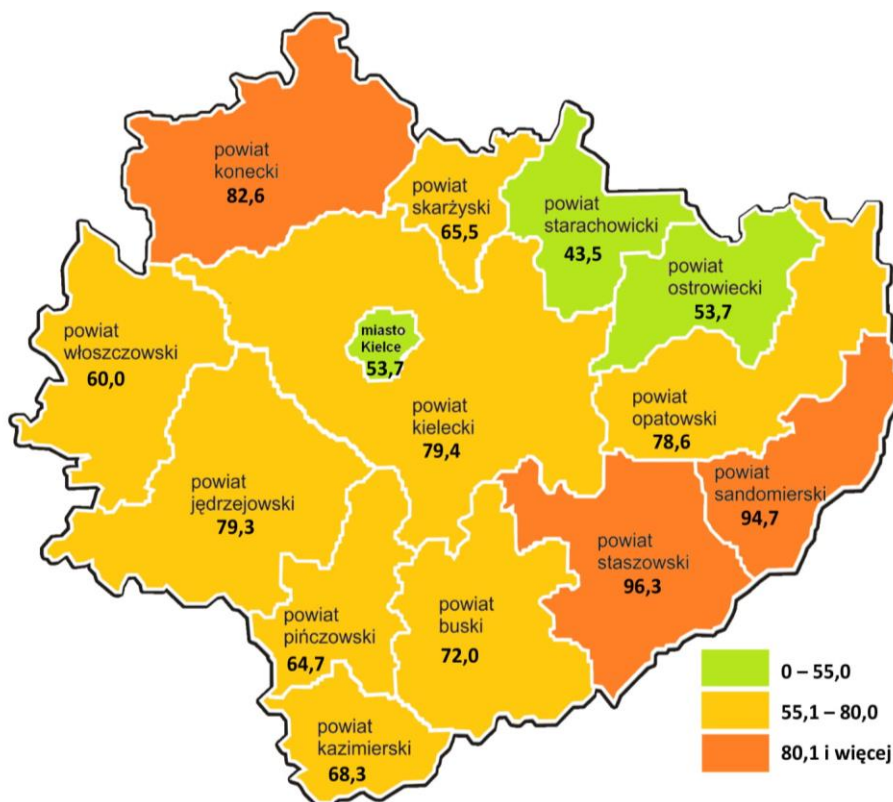 powiat
konecki
82,6
powiat
skarżyski
65,5
powiat
starachowicki
43,5
powiat
ostrowiecki
53,7
powiat
włoszczowski
60,0
miasto
Kielce
53,7
powiat
kielecki
79,4
powiat
opatowski
78,6
powiat
jędrzejowski
79,3
powiat
sandomierski
94,7
powiat
staszowski
96,3
powiat
pińczowski
64,7
powiat
buski
72,0
powiat
kazimierski
68,3
0 – 55,0
55,1 – 80,0
80,1 i więcej